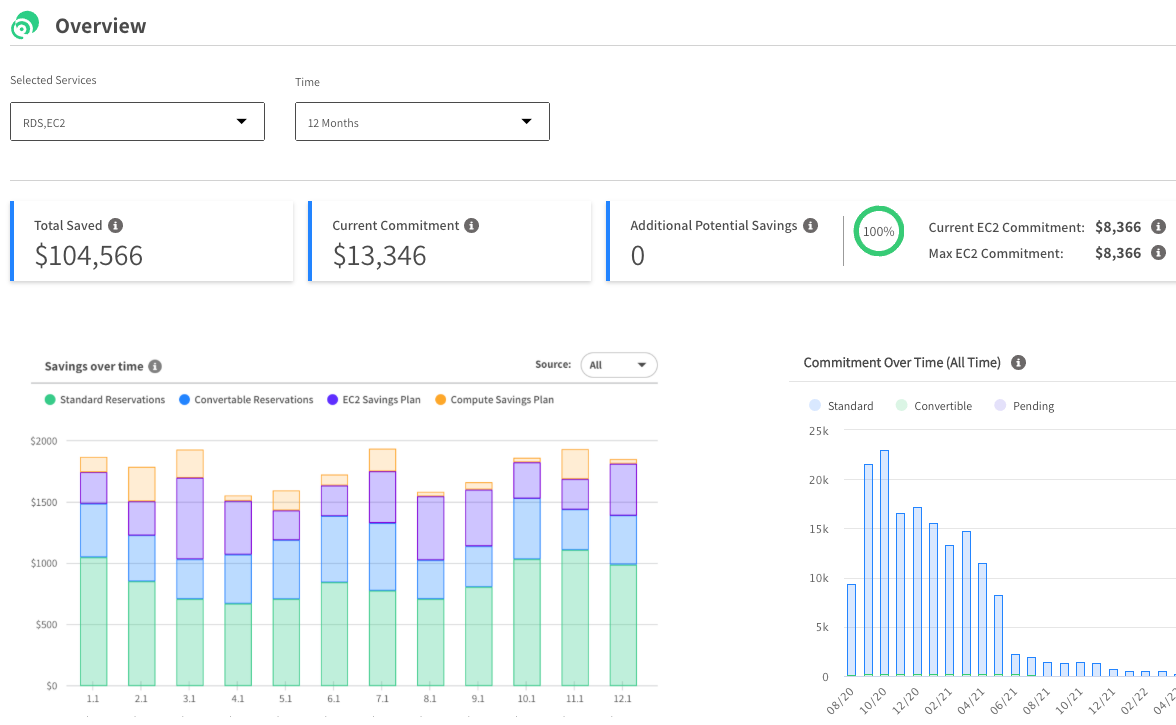 Overview
Selected Services
Time
RDS,EC2
12 Months
Total Saved
$104,566
Current Commitment
$13,346
Additional Potential Savings
0
100%
Current EC2 Commitment: $8,366
Max EC2 Commitment: $8,366
Savings over time
Source: All
Standard Reservations Convertable Reservations EC2 Savings Plan Compute Savings Plan
$2000
$1500
$1000
$500
$0
1.1 2.1 3.1 4.1 5.1 6.1 7.1 8.1 9.1 10.1 11.1 12.1
Commitment Over Time (All Time)
Standard Convertible Pending
25k
20k
15k
10k
5k
0
08/20 10/20 12/20 02/21 04/21 06/21 08/21 10/21 12/21 02/22